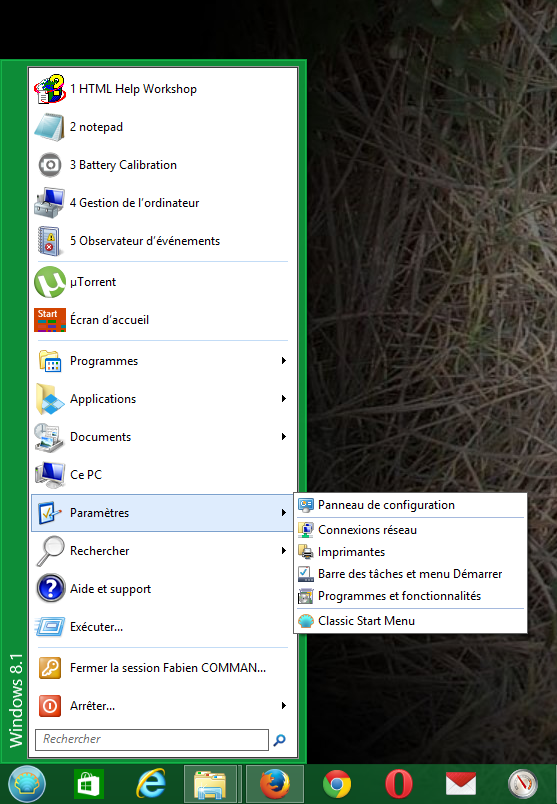 1 HTML Help Workshop
2 notepad
3 Battery Calibration
4 Gestion de l'ordinateur
5 Observateur d'événements
µTorrent
Start
Écran d'accueil
Programmes
Applications
Documents
Ce PC
Paramètres
Panneau de configuration
Connexions réseau
Imprimantes
Barre des tâches et menu Démarrer
Programmes et fonctionnalités
Classic Start Menu
Rechercher
Aide et support
Exécuter...
Fermer la session Fabien COMMAN...
Arrêter...
Rechercher
Windows 8.1